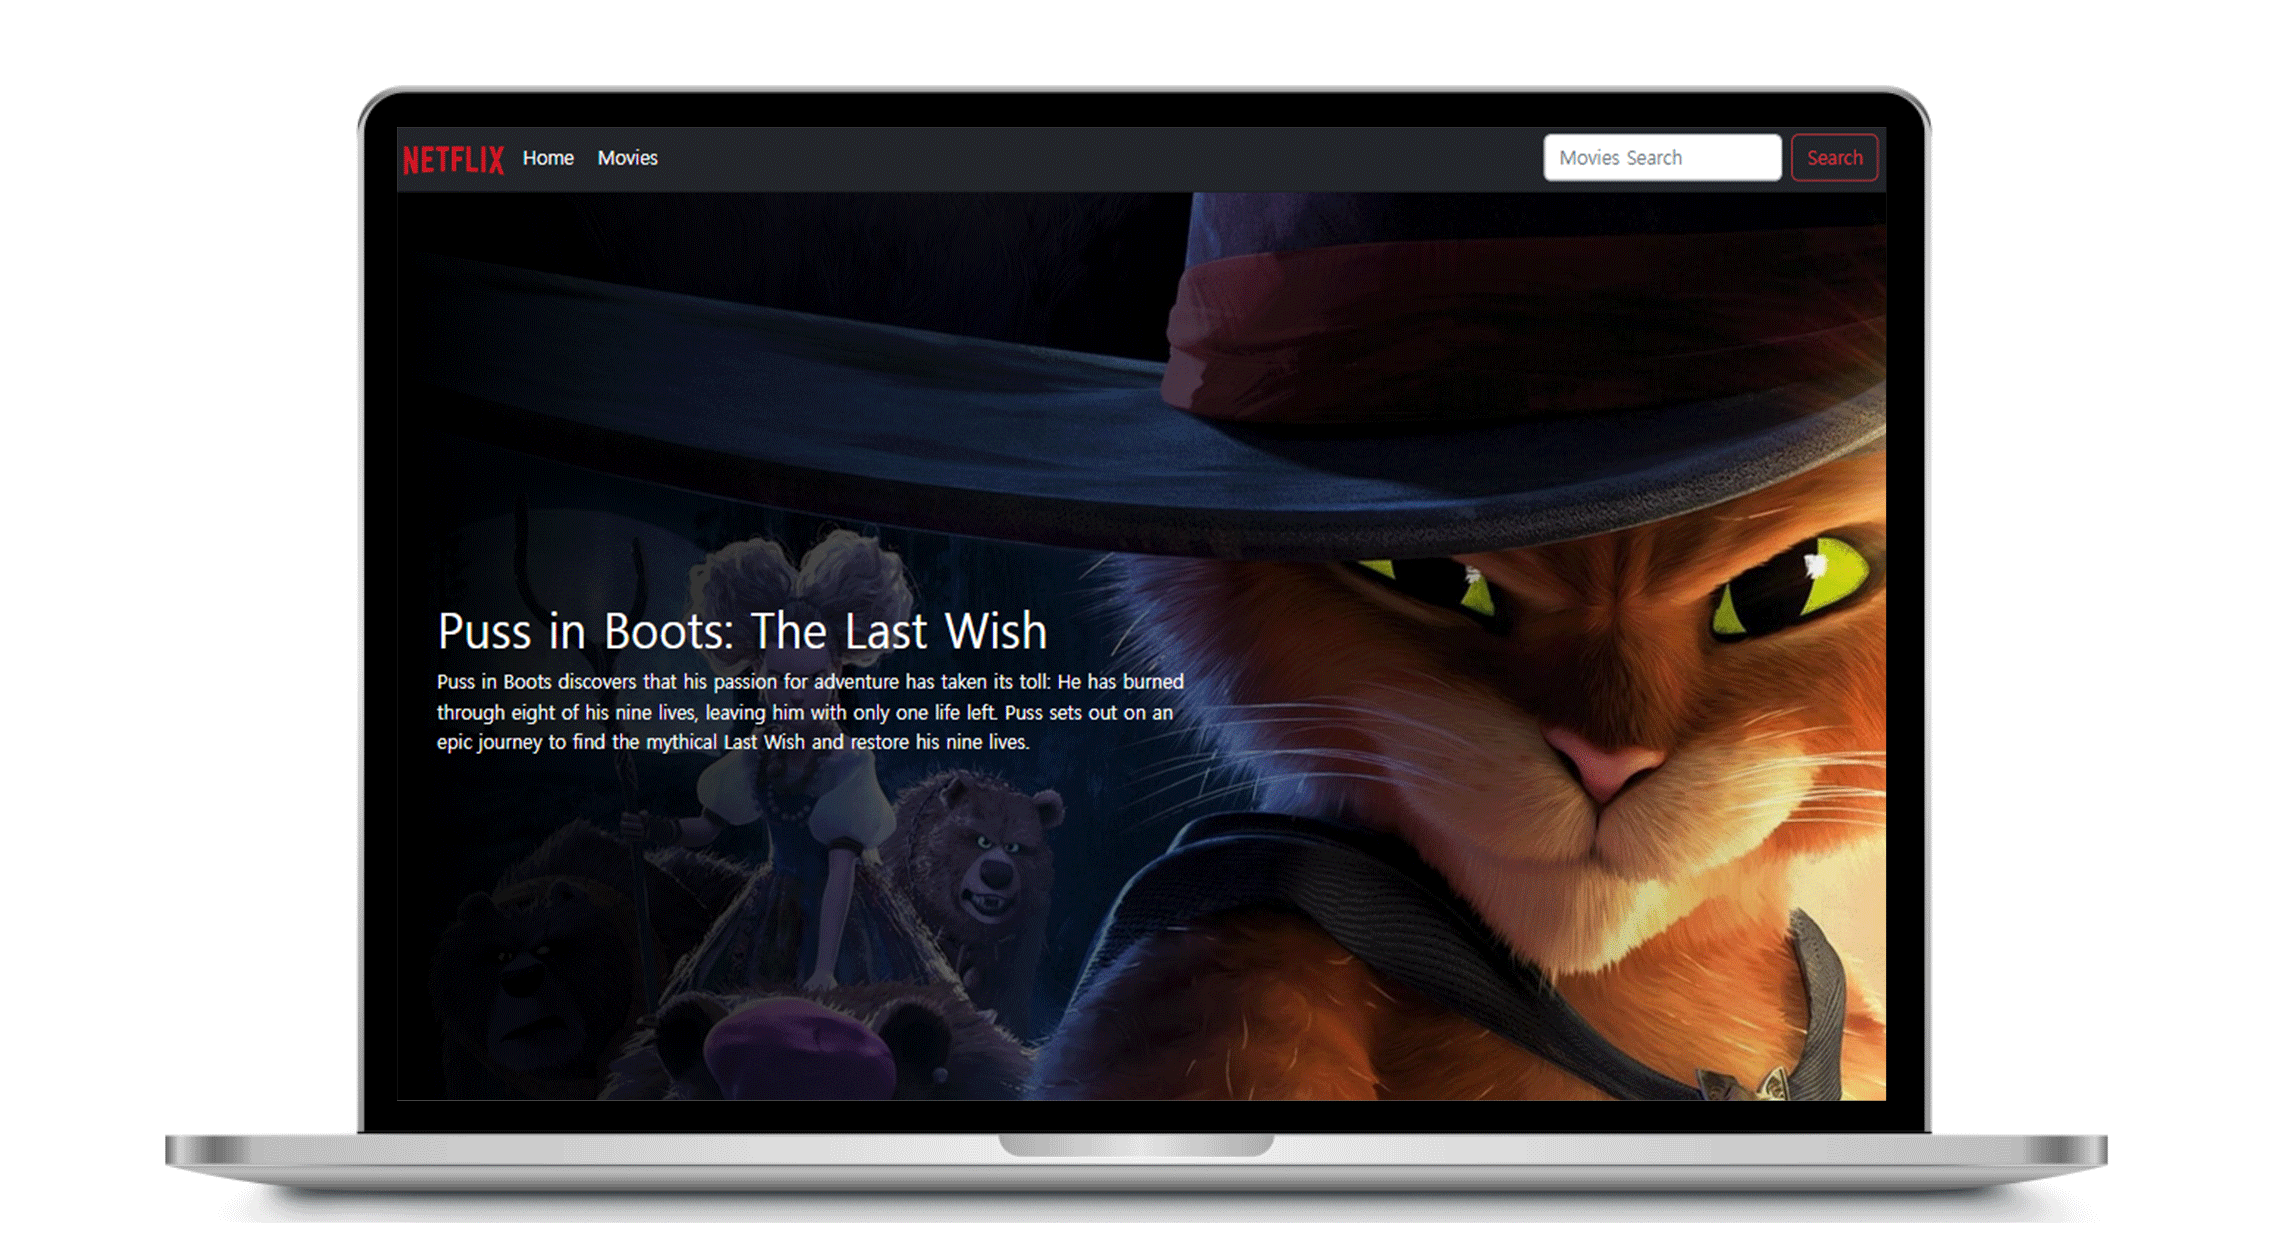 NETFLIX Home Movies Movies Search Search
Puss in Boots: The Last Wish
Puss in Boots discovers that his passion for adventure has taken its toll: He has burned
through eight of his nine lives, leaving him with only one life left. Puss sets out on an
epic journey to find the mythical Last Wish and restore his nine lives.